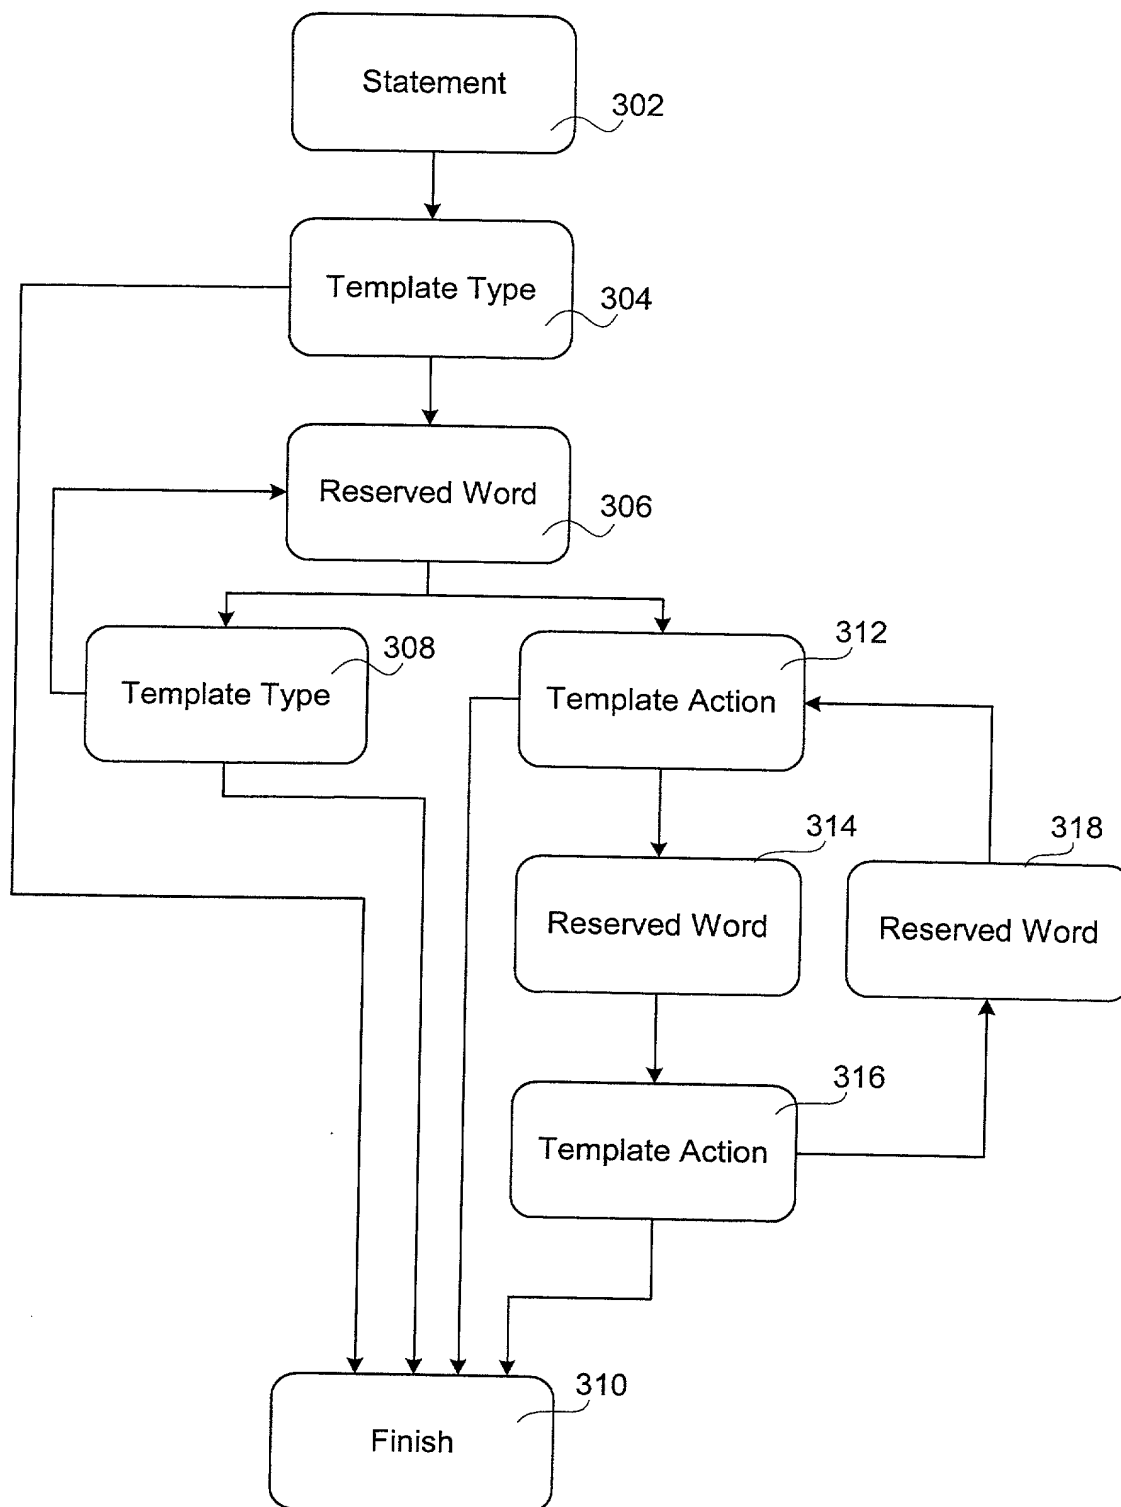 Statement
302
Template Type
304
Reserved Word
306
Template Type
308
Template Action
312
Reserved Word
314
Reserved Word
318
Template Action
316
Finish
310